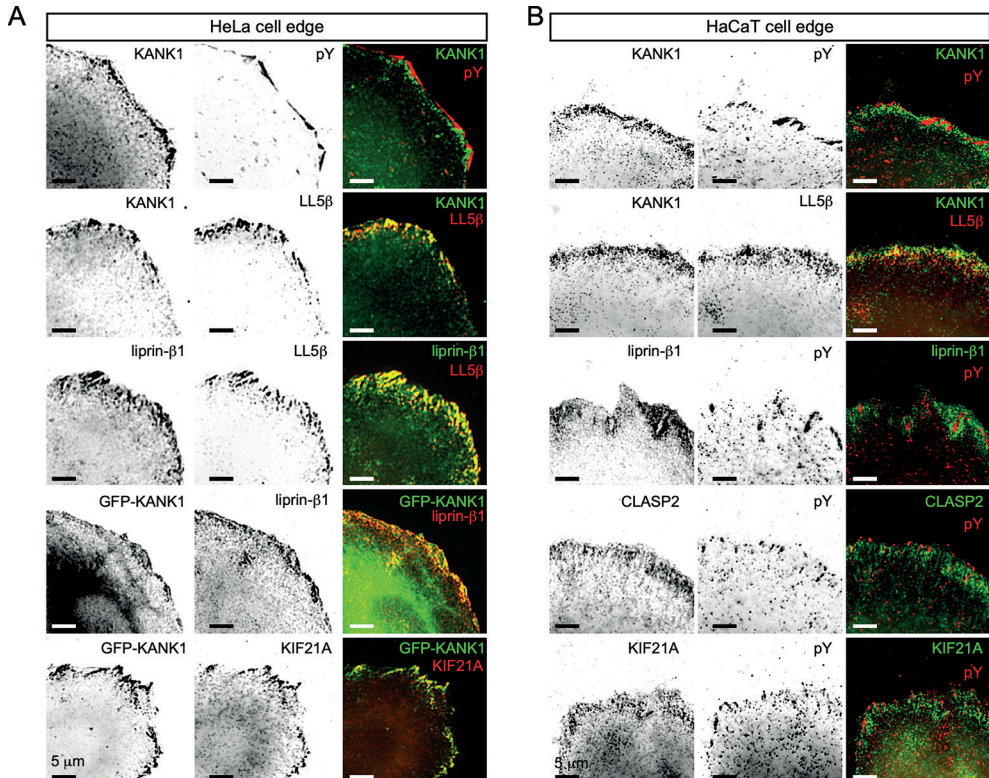 A
HeLa cell edge
KANK1
pY
KANK1
pY
KANK1
LL5β
KANK1
LL5β
liprin-β1
LL5β
liprin-β1
LL5β
GFP-KANK1
liprin-β1
GFP-KANK1
liprin-β1
GFP-KANK1
KIF21A
GFP-KANK1
KIF21A
5 μm
B
HaCaT cell edge
KANK1
pY
KANK1
pY
KANK1
LL5β
KANK1
LL5β
liprin-β1
pY
liprin-β1
pY
CLASP2
pY
CLASP2
pY
KIF21A
pY
KIF21A
pY
5 μm